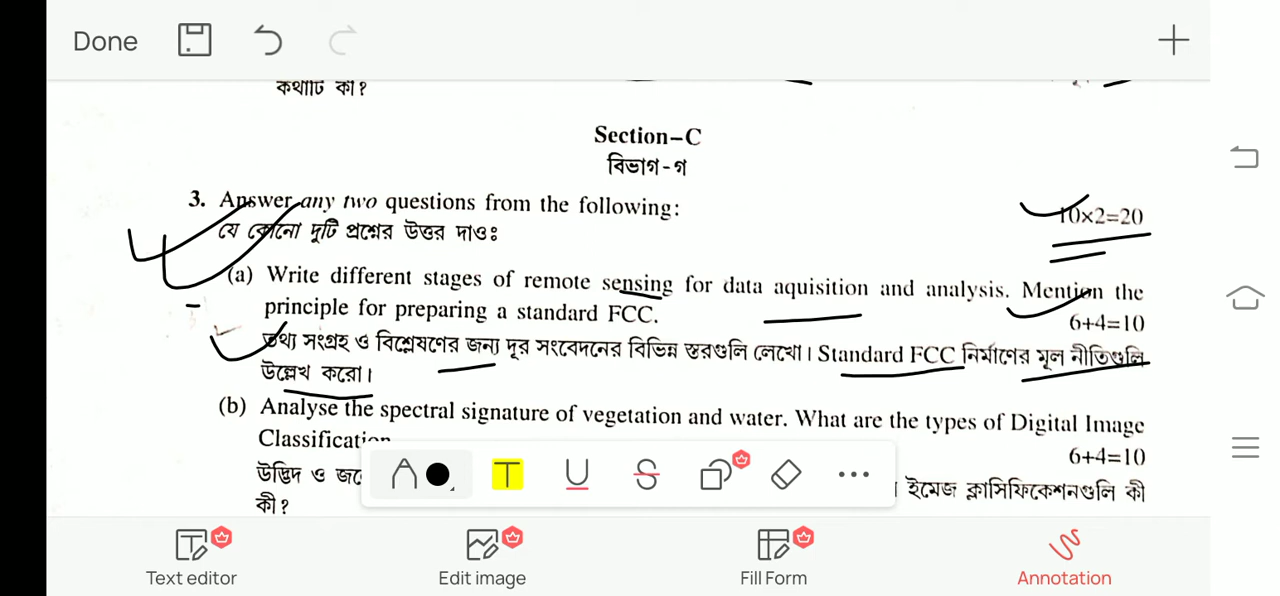 Done
কথাটি কী?
Section–C
বিভাগ-গ
3. Answer any two questions from the following:
10×2=20
যে কোনো দুটি প্রশ্নের উত্তর দাওঃ
(a) Write different stages of remote sensing for data aquisition and analysis. Mention the
principle for preparing a standard FCC.
6+4=10
তথ্য সংগ্রহ ও বিশ্লেষণের জন্য দূর সংবেদনের বিভিন্ন স্তরগুলি লেখো। Standard FCC নির্মাণের মূল নীতিগুলি
উল্লেখ করো।
(b) Analyse the spectral signature of vegetation and water. What are the types of Digital Image
Classification
6+4=10
উদ্ভিদ ও
ইমেজ ক্লাসিফিকেশনগুলি কী
কী?
T U S
Text editor
Edit image
Fill Form
Annotation